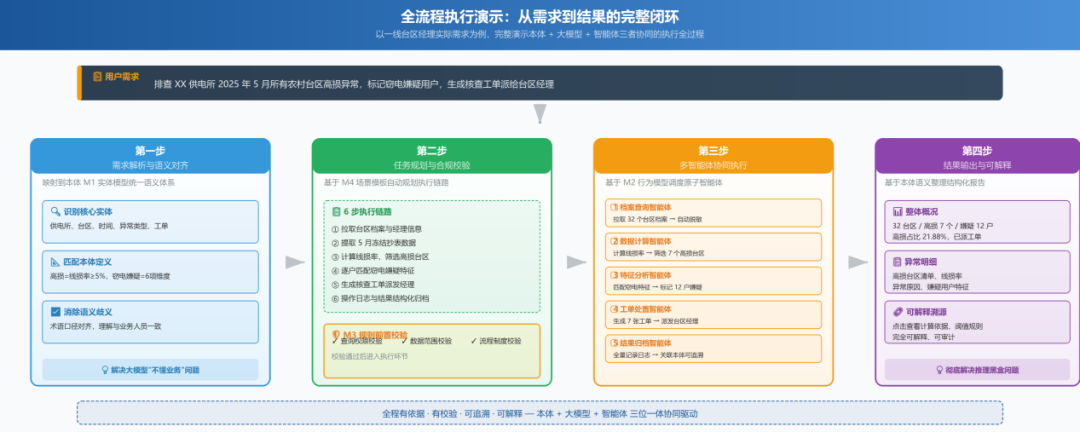 全流程执行演示：从需求到结果的完整闭环
以一线台区经理实际需求为例，完整演示本体 + 大模型 + 智能体三者协同的执行全过程
用户需求
排查 XX 供电所 2025 年 5 月所有农村台区高损异常，标记窃电嫌疑用户，生成核查工单派给台区经理
第一步
需求解析与语义对齐
映射到本体 M1 实体模型统一语义体系
识别核心实体
供电所、台区、时间、异常类型、工单
匹配本体定义
高损=线损率≥5%、窃电嫌疑=6项维度
消除语义歧义
术语口径对齐，理解与业务人员一致
解决大模型"不懂业务"问题
第二步
任务规划与合规校验
基于 M4 场景模板自动规划执行链路
6 步执行链路
① 拉取台区档案与经理信息
② 提取 5 月冻结抄表数据
③ 计算线损率，筛选高损台区
④ 逐户匹配窃电嫌疑特征
⑤ 生成核查工单派发经理
⑥ 操作日志与结果结构化归档
M3 规则前置校验
✓ 查询权限校验 ✓ 数据范围校验 ✓ 流程制度校验
校验通过后进入执行环节
第三步
多智能体协同执行
基于 M2 行为模型调度原子智能体
1 档案查询智能体
拉取 32 个台区档案 → 自动脱敏
2 数据计算智能体
计算线损率 → 筛选 7 个高损台区
3 特征分析智能体
匹配窃电特征 → 标记 12 户嫌疑
4 工单处置智能体
生成 7 张工单 → 派发台区经理
5 结果归档智能体
全量记录日志 → 关联本体可追溯
第四步
结果输出与可解释
基于本体语义整理结构化报告
整体概况
32 台区 / 高损 7 个 / 嫌疑 12 户
高损占比 21.88%，已派工单
异常明细
高损台区清单、线损率
异常原因、嫌疑用户特征
可解释溯源
点击查看计算依据、阈值规则
完全可解释、可审计
彻底解决推理黑盒问题
全程有依据 · 有校验 · 可追溯 · 可解释 — 本体 + 大模型 + 智能体 三位一体协同驱动